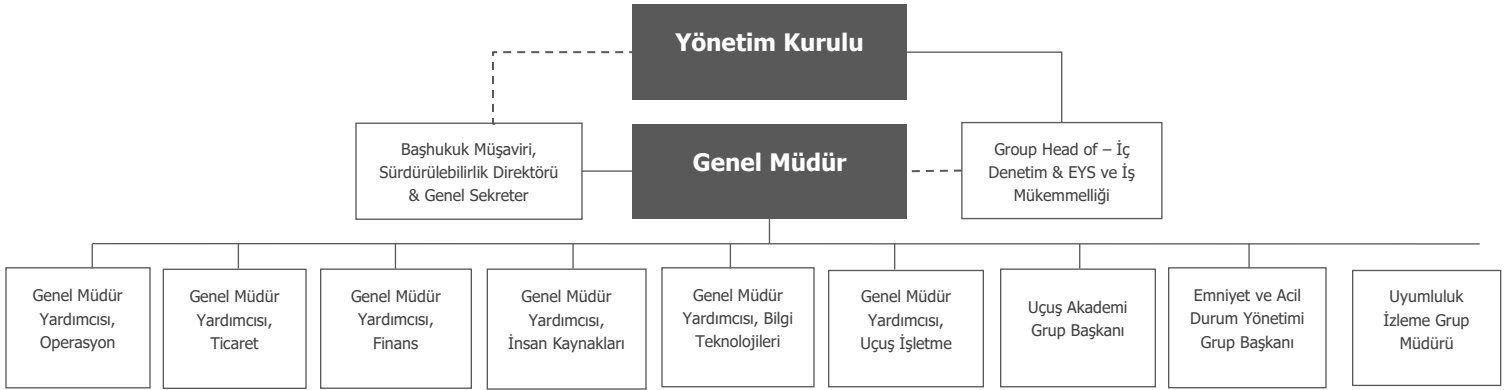 Yönetim Kurulu
Başhukuk Müşaviri,
Sürdürülebilirlik Direktörü
& Genel Sekreter
Genel Müdür
Group Head of – İç
Denetim & EYS ve İş
Mükemmelliği
Genel Müdür
Yardımcısı,
Operasyon
Genel Müdür
Yardımcısı,
Ticaret
Genel Müdür
Yardımcısı,
Finans
Genel Müdür
Yardımcısı,
İnsan Kaynakları
Genel Müdür
Yardımcısı, Bilgi
Teknolojileri
Genel Müdür
Yardımcısı,
Uçuş İşletme
Uçuş Akademi
Grup Başkanı
Emniyet ve Acil
Durum Yönetimi
Grup Başkanı
Uyumluluk
İzleme Grup
Müdürü